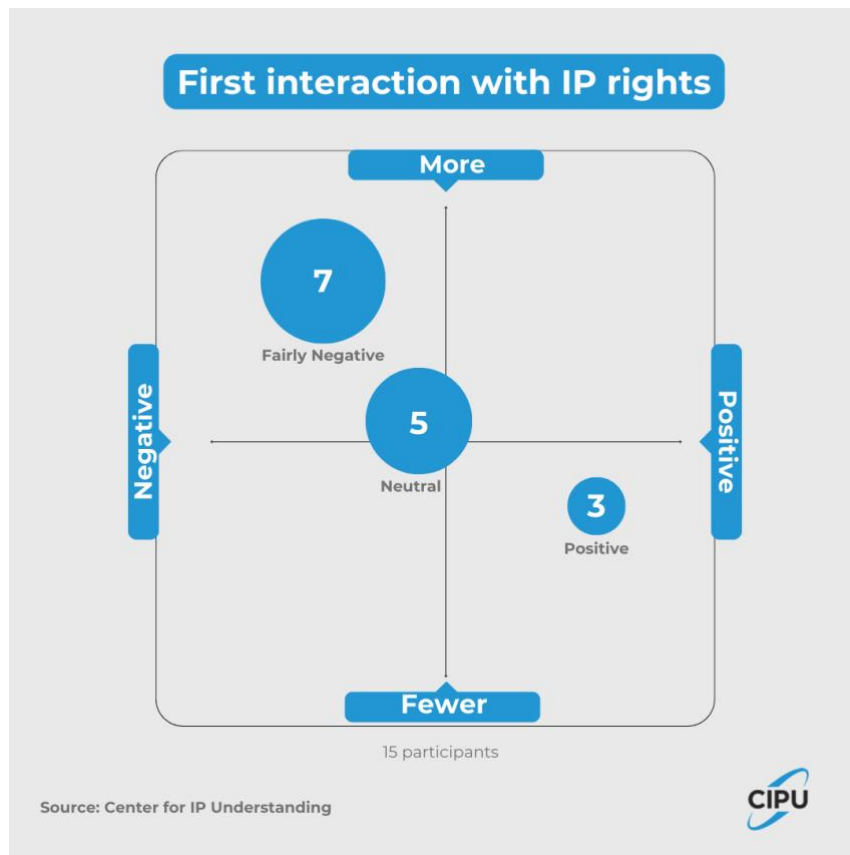 First interaction with IP rights
More
7
Fairly Negative
Negative
5
Neutral
Positive
3
Positive
Fewer
15 participants
Source: Center for IP Understanding
CIPU